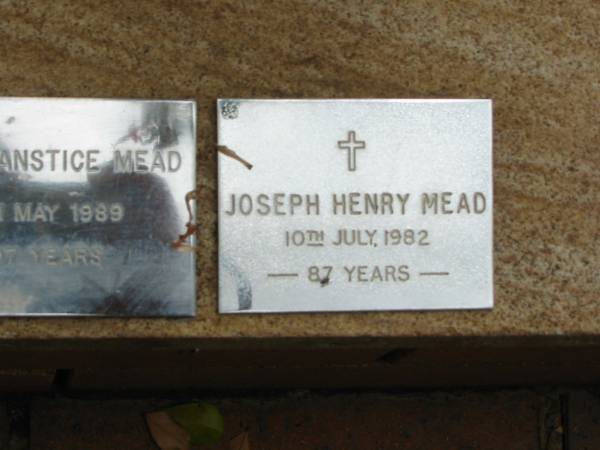 ANSTICE MEAD
MAY 1989
YEARS
JOSEPH HENRY MEAD
10TH JULY, 1982
— 87 YEARS —